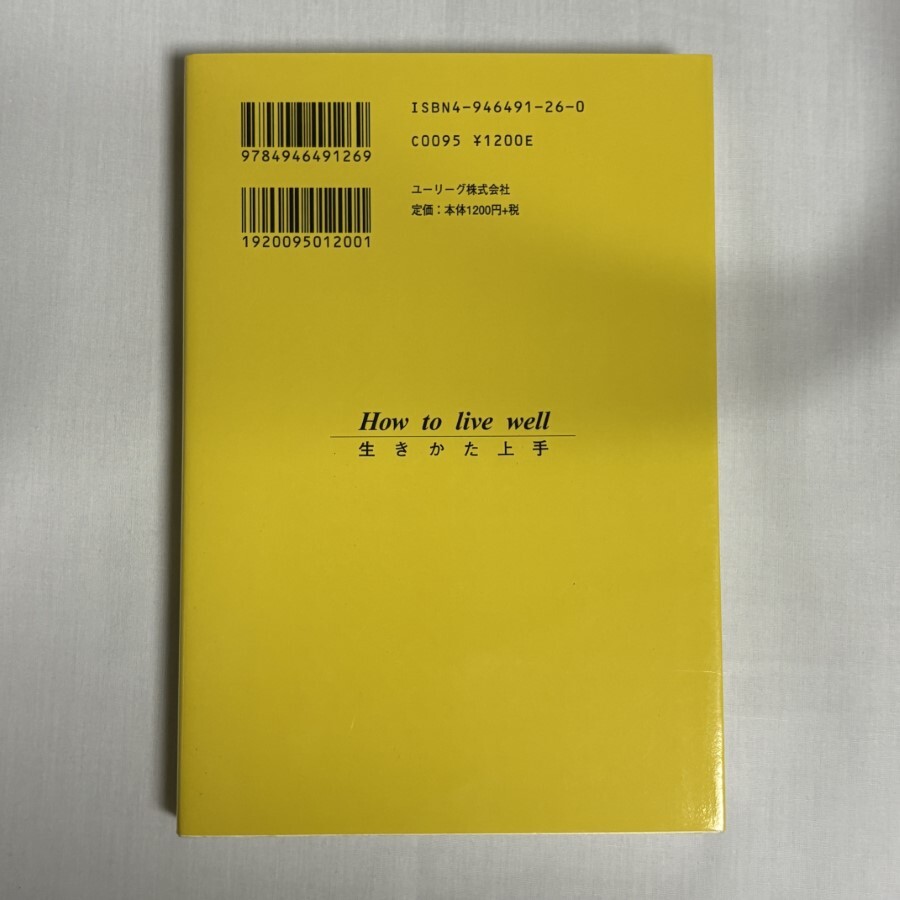 ISBN4-946491-26-0
C0095 ¥1200E
9784946491269
ユーリーグ株式会社
定価：本体1200円+税
1920095012001
How to live well
生きかた上手